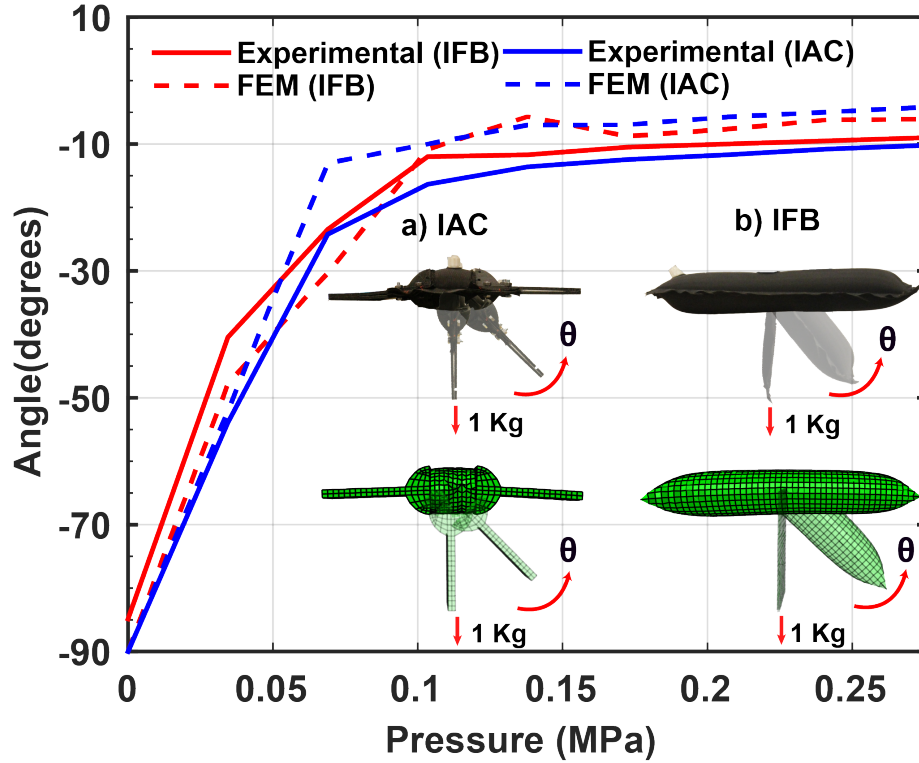 10
Experimental (IFB)
Experimental (IAC)
FEM (IFB)
FEM (IAC)
-10
a) IAC
b) IFB
-30
θ
θ
-50
1 Kg
1 Kg
-70
θ
θ
1 Kg
1 Kg
-90
0
0.05
0.1
0.15
0.2
0.25
Angle(degrees)
Pressure (MPa)